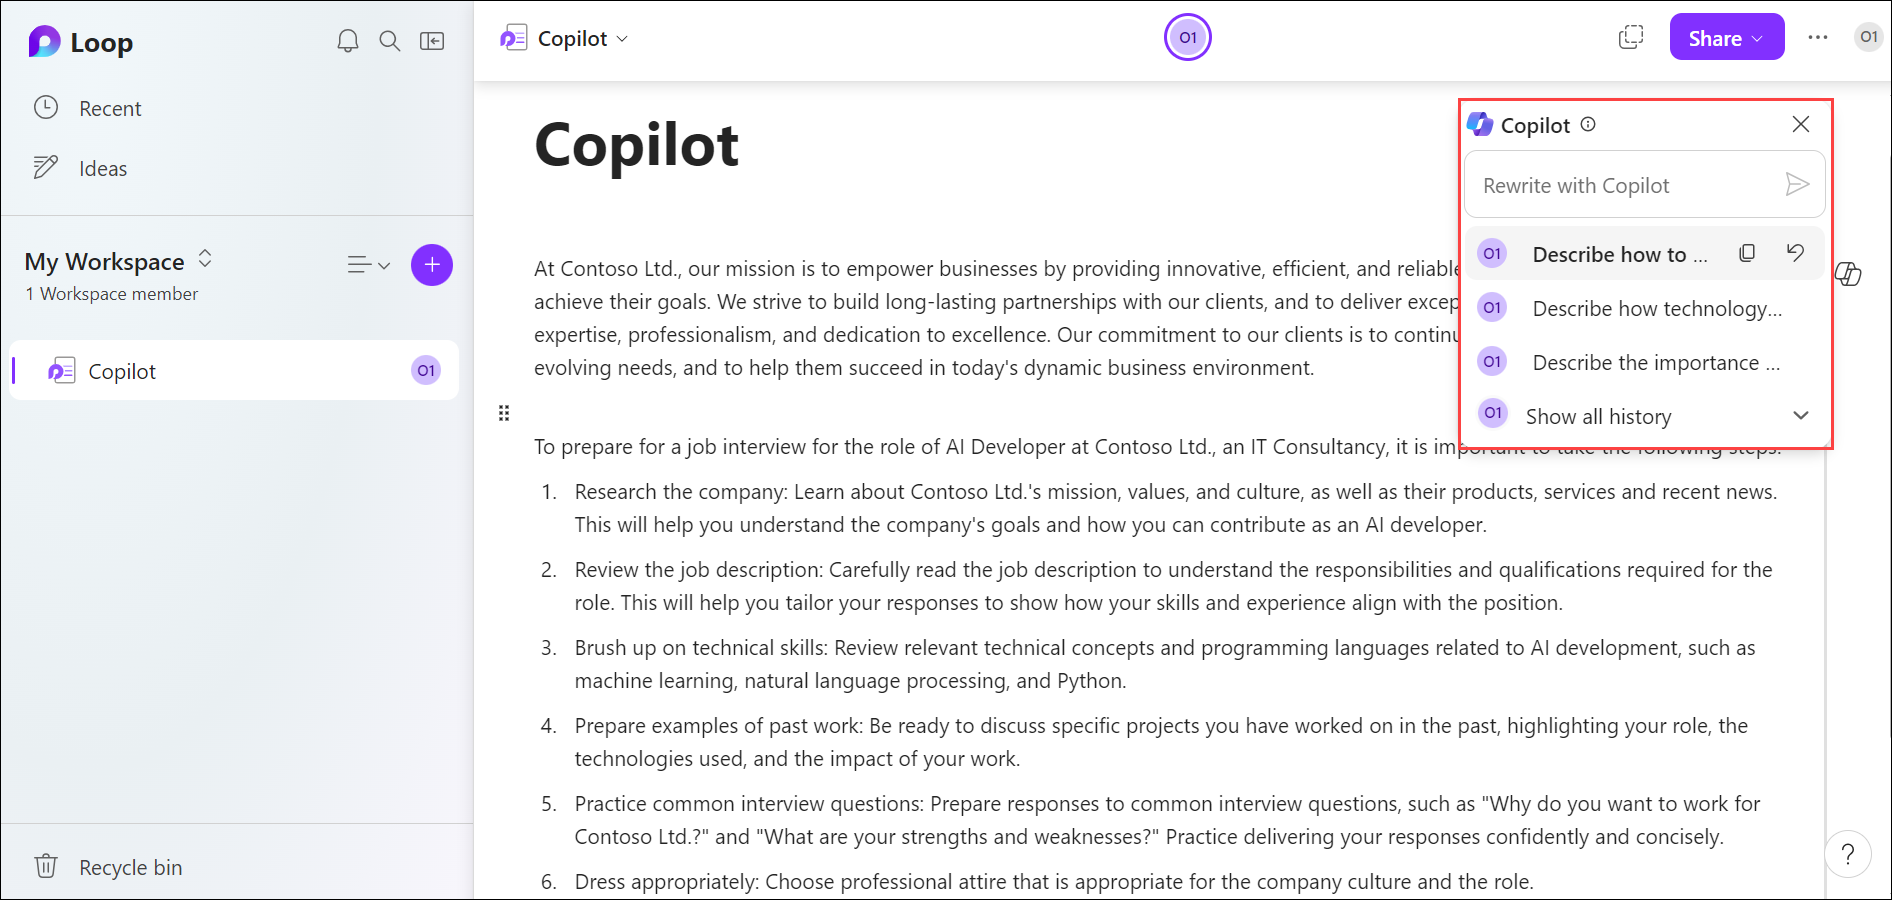 Loop
Recent
Ideas
My Workspace
1 Workspace member
Copilot
O1
Recycle bin
Copilot
O1
Share
O1
Copilot
At Contoso Ltd., our mission is to empower businesses by providing innovative, efficient, and reliable
achieve their goals. We strive to build long-lasting partnerships with our clients, and to deliver excep
expertise, professionalism, and dedication to excellence. Our commitment to our clients is to continu
evolving needs, and to help them succeed in today's dynamic business environment.
To prepare for a job interview for the role of AI Developer at Contoso Ltd., an IT Consultancy, it is important to take the following steps:
1. Research the company: Learn about Contoso Ltd.'s mission, values, and culture, as well as their products, services and recent news.
This will help you understand the company's goals and how you can contribute as an AI developer.
2. Review the job description: Carefully read the job description to understand the responsibilities and qualifications required for the
role. This will help you tailor your responses to show how your skills and experience align with the position.
3. Brush up on technical skills: Review relevant technical concepts and programming languages related to AI development, such as
machine learning, natural language processing, and Python.
4. Prepare examples of past work: Be ready to discuss specific projects you have worked on in the past, highlighting your role, the
technologies used, and the impact of your work.
5. Practice common interview questions: Prepare responses to common interview questions, such as "Why do you want to work for
Contoso Ltd.?" and "What are your strengths and weaknesses?" Practice delivering your responses confidently and concisely.
6. Dress appropriately: Choose professional attire that is appropriate for the company culture and the role.
Copilot
Rewrite with Copilot
O1 Describe how to ...
O1 Describe how technology...
O1 Describe the importance ...
O1 Show all history
?